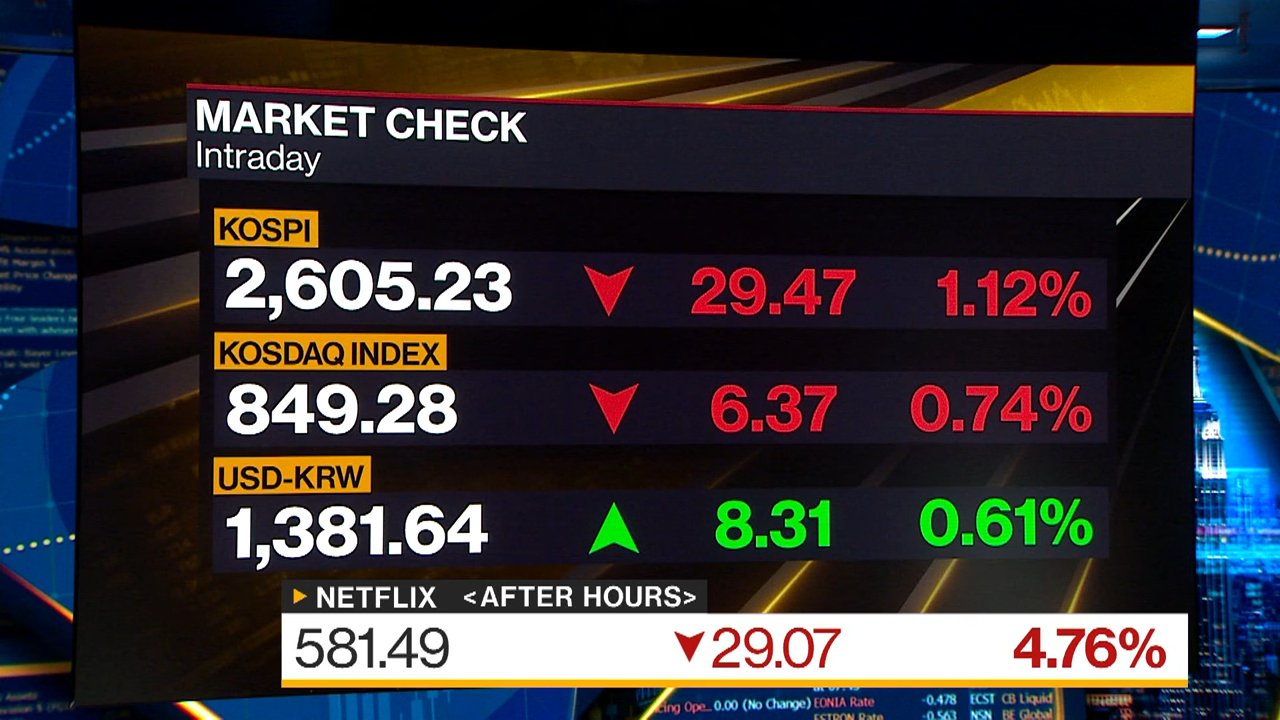 MARKET CHECK
Intraday
KOSPI
2,605.23 ▼ 29.47 1.12%
KOSDAQ INDEX
849.28 ▼ 6.37 0.74%
USD-KRW
1,381.64 ▲ 8.31 0.61%
▶ NETFLIX <AFTER HOURS>
581.49 ▼29.07 4.76%
0.00 (No Change) EONIA Rate -0.478 ECST CB Liquid
ESTRON Rate -0.563 NSN BE Global